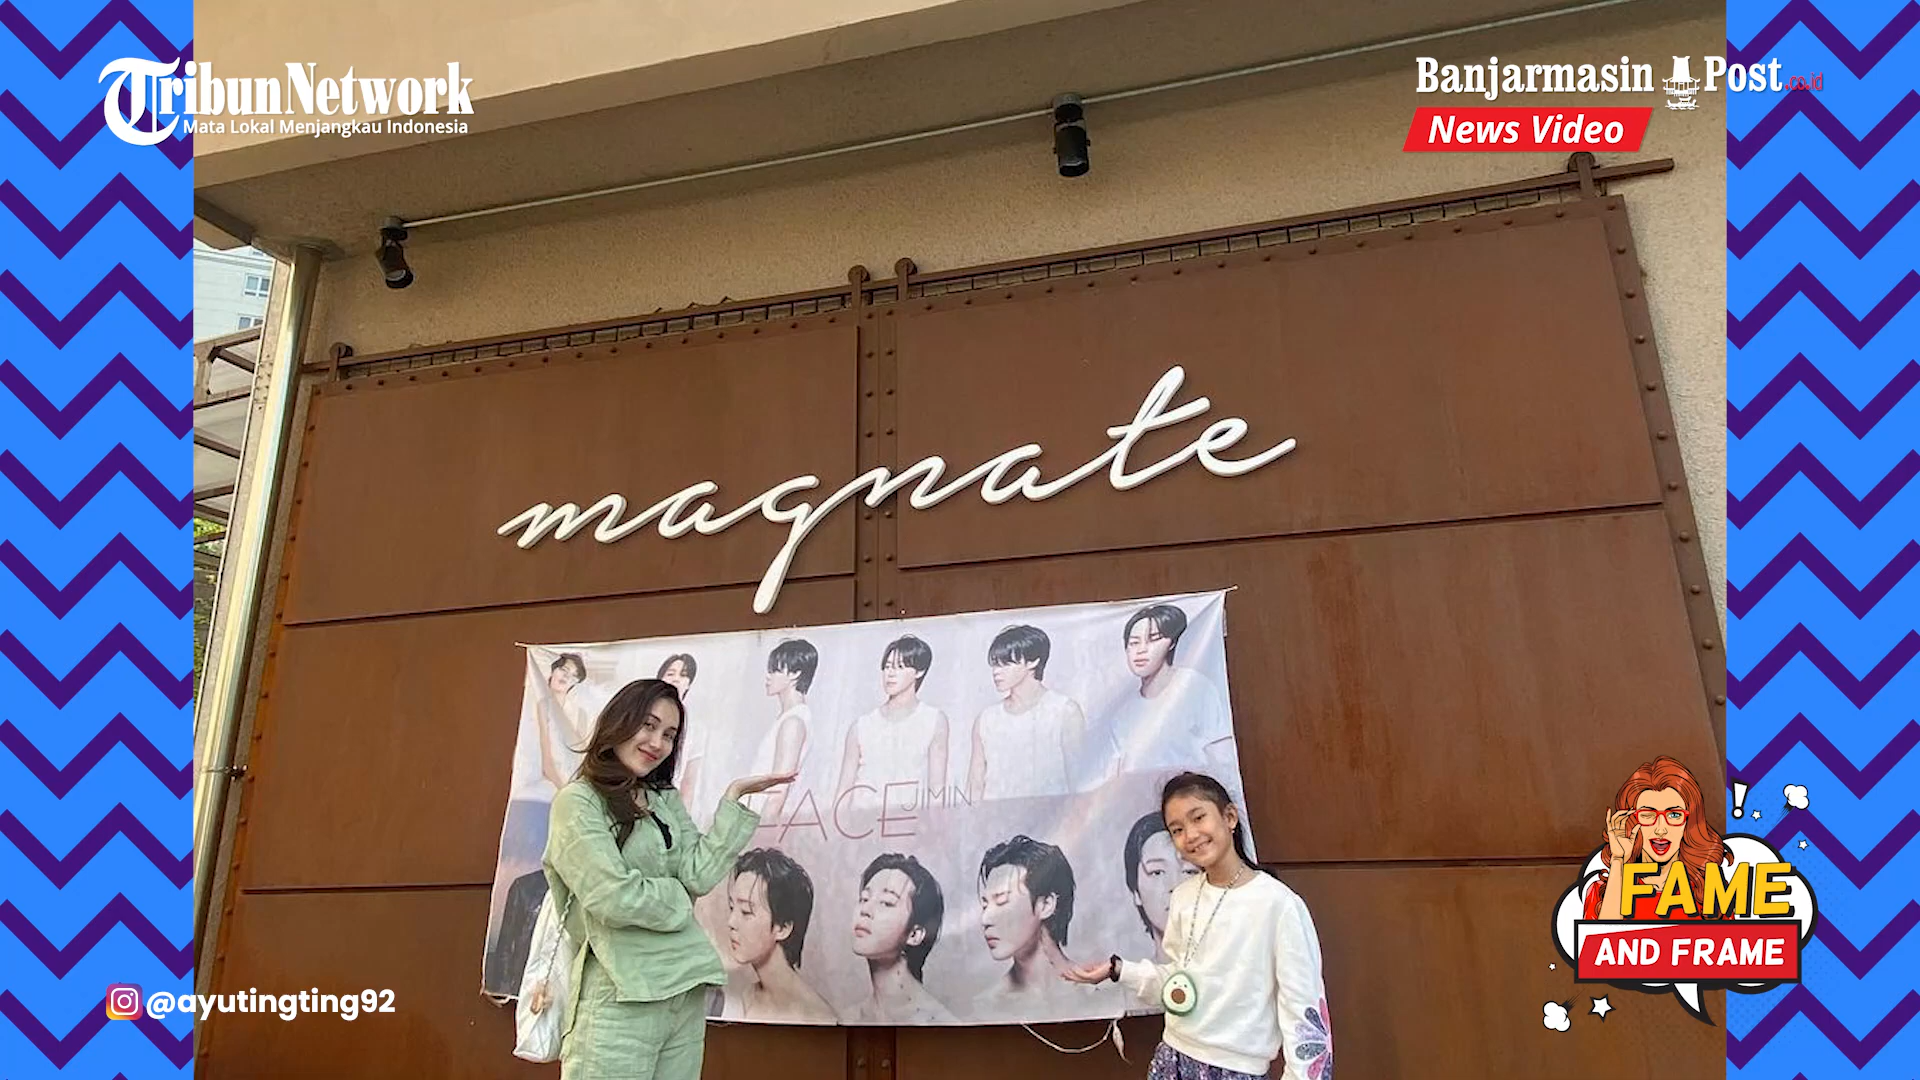 TribunNetwork
Mata Lokal Menjangkau Indonesia
Banjarmasin Post.co.id
News Video
magnate
FACE JIMIN
FAME
AND FRAME
@ayutingting92